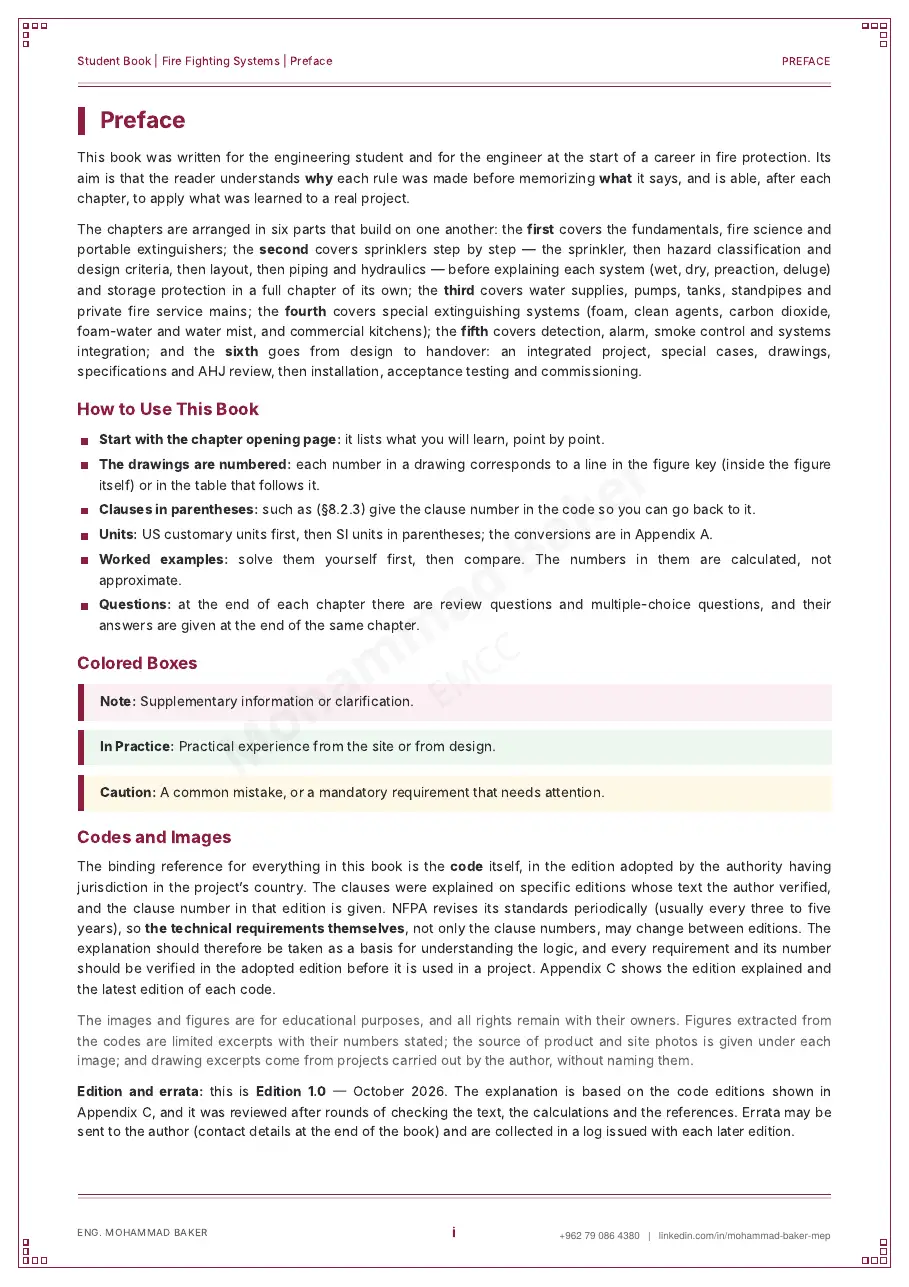 Student Book | Fire Fighting Systems | Preface
PREFACE
Preface
This book was written for the engineering student and for the engineer at the start of a career in fire protection. Its
aim is that the reader understands why each rule was made before memorizing what it says, and is able, after each
chapter, to apply what was learned to a real project.
The chapters are arranged in six parts that build on one another: the first covers the fundamentals, fire science and
portable extinguishers; the second covers sprinklers step by step — the sprinkler, then hazard classification and
design criteria, then layout, then piping and hydraulics — before explaining each system (wet, dry, preaction, deluge)
and storage protection in a full chapter of its own; the third covers water supplies, pumps, tanks, standpipes and
private fire service mains; the fourth covers special extinguishing systems (foam, clean agents, carbon dioxide,
foam-water and water mist, and commercial kitchens); the fifth covers detection, alarm, smoke control and systems
integration; and the sixth goes from design to handover: an integrated project, special cases, drawings,
specifications and AHJ review, then installation, acceptance testing and commissioning.
How to Use This Book
Start with the chapter opening page: it lists what you will learn, point by point.
The drawings are numbered: each number in a drawing corresponds to a line in the figure key (inside the figure
itself) or in the table that follows it.
Clauses in parentheses: such as (§8.2.3) give the clause number in the code so you can go back to it.
Units: US customary units first, then SI units in parentheses; the conversions are in Appendix A.
Worked examples: solve them yourself first, then compare. The numbers in them are calculated, not
approximate.
Questions: at the end of each chapter there are review questions and multiple-choice questions, and their
answers are given at the end of the same chapter.
Mohammad Baker
EMCC
Colored Boxes
Note: Supplementary information or clarification.
In Practice: Practical experience from the site or from design.
Caution: A common mistake, or a mandatory requirement that needs attention.
Codes and Images
The binding reference for everything in this book is the code itself, in the edition adopted by the authority having
jurisdiction in the project's country. The clauses were explained on specific editions whose text the author verified,
and the clause number in that edition is given. NFPA revises its standards periodically (usually every three to five
years), so the technical requirements themselves, not only the clause numbers, may change between editions. The
explanation should therefore be taken as a basis for understanding the logic, and every requirement and its number
should be verified in the adopted edition before it is used in a project. Appendix C shows the edition explained and
the latest edition of each code.
The images and figures are for educational purposes, and all rights remain with their owners. Figures extracted from
the codes are limited excerpts with their numbers stated; the source of product and site photos is given under each
image; and drawing excerpts come from projects carried out by the author, without naming them.
Edition and errata: this is Edition 1.0 — October 2026. The explanation is based on the code editions shown in
Appendix C, and it was reviewed after rounds of checking the text, the calculations and the references. Errata may be
sent to the author (contact details at the end of the book) and are collected in a log issued with each later edition.
ENG. MOHAMMAD BAKER
i
+962 79 086 4380 | linkedin.com/in/mohammad-baker-mep